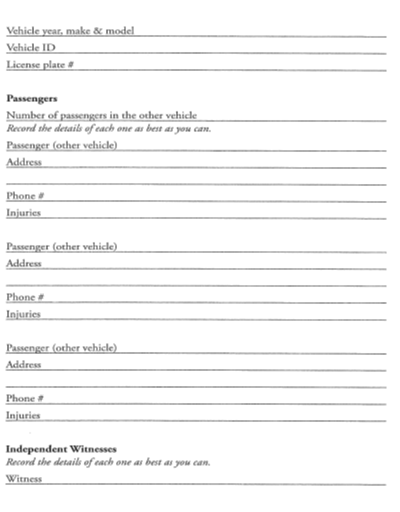 Vehicle year, make & model
Vehicle ID
License plate #
Passengers
Number of passengers in the other vehicle
Record the details of each one as best as you can.
Passenger (other vehicle)
Address
Phone #
Injuries
Passenger (other vehicle)
Address
Phone #
Injuries
Passenger (other vehicle)
Address
Phone #
Injuries
Independent Witnesses
Record the details of each one as best as you can.
Witness